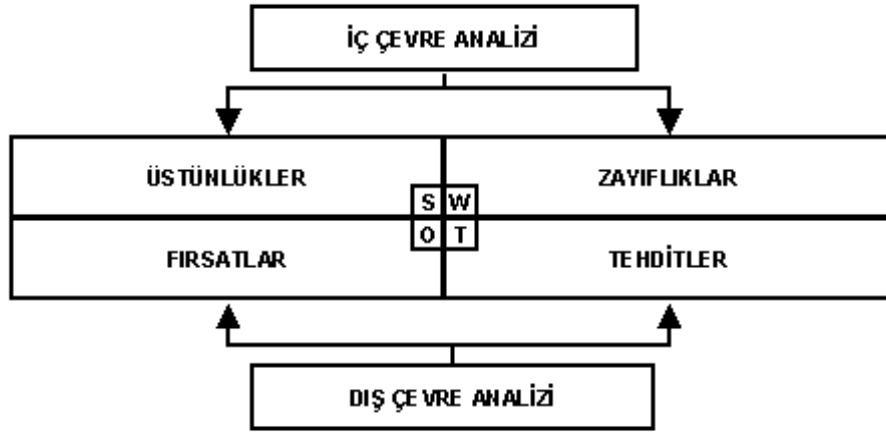 İÇ ÇEVRE ANALİZİ
ÜSTÜNLÜKLER
ZAYIFLIKLAR
S W
O T
FIRSATLAR
TEHDİTLER
DIŞ ÇEVRE ANALİZİ